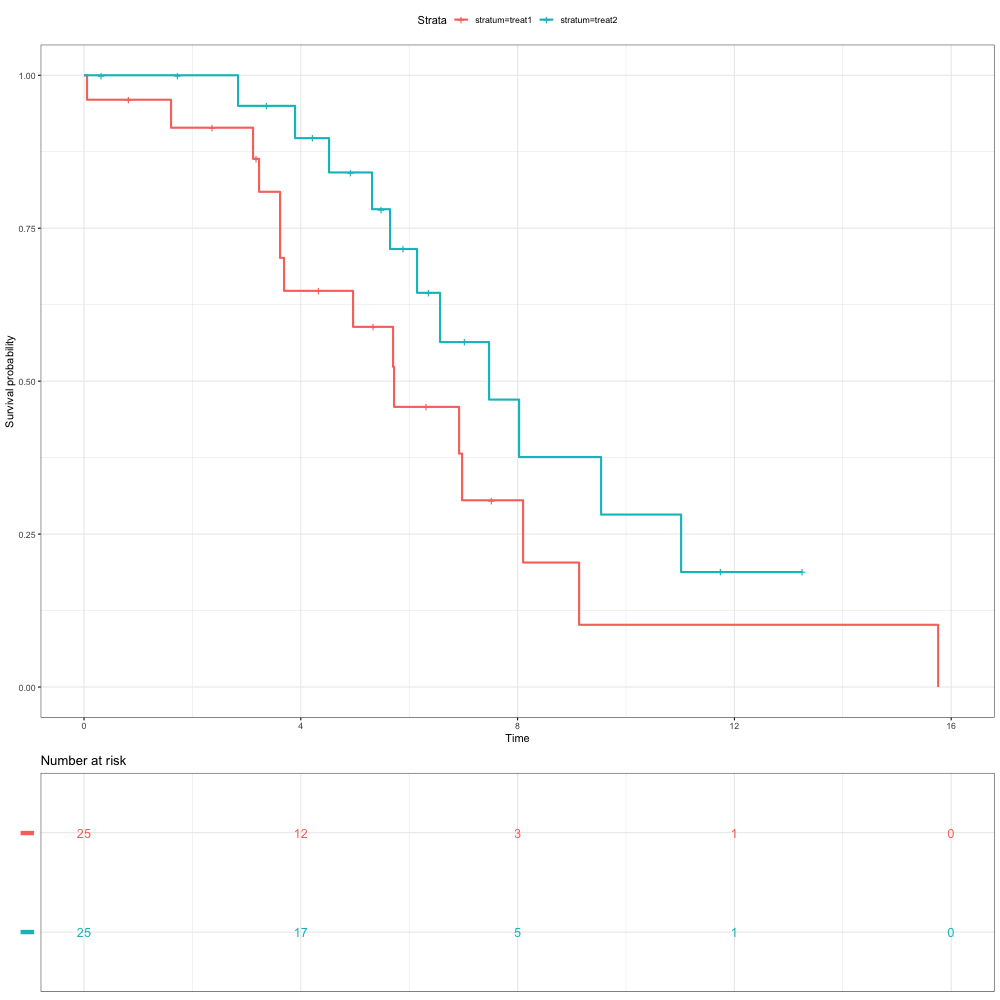 Strata stratum=treat1 stratum=treat2
1.00
0.75
0.50
0.25
0.00
Survival probability
0 4 8 12 16
Time
Number at risk
25 12 3 1 0
25 17 5 1 0